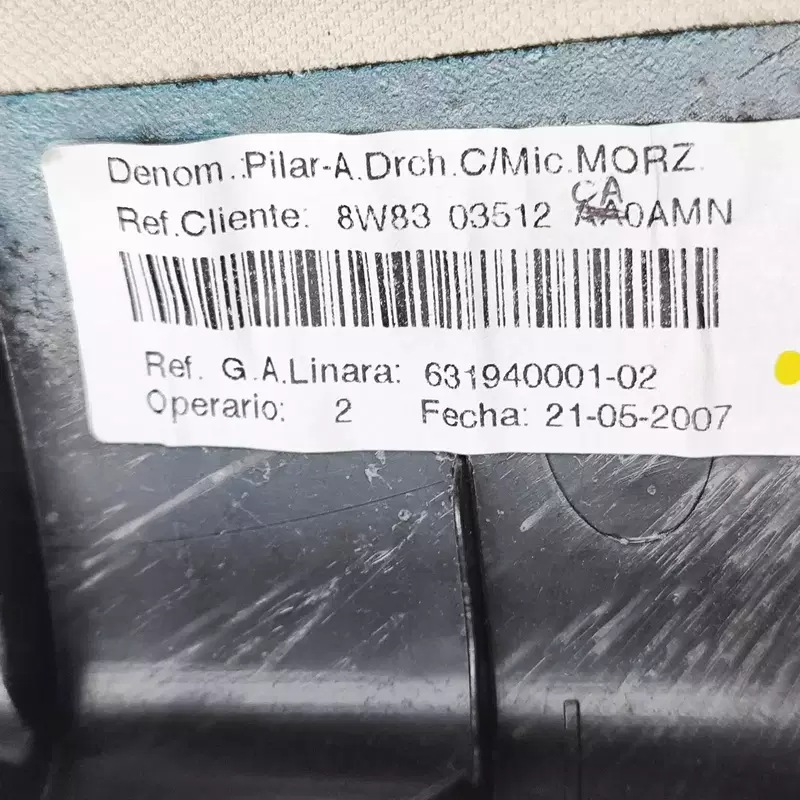 Denom.:Pilar-A.Drch.C/Mic.MORZ.
CA
Ref.Cliente: 8W83 03512 AA0AMN
Ref. G.A.Linara: 631940001-02
Operario: 2 Fecha: 21-05-2007